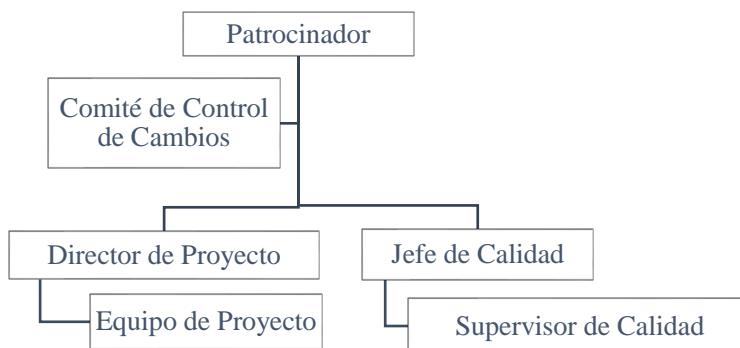 Patrocinador
Comité de Control
de Cambios
Director de Proyecto
Jefe de Calidad
Equipo de Proyecto
Supervisor de Calidad